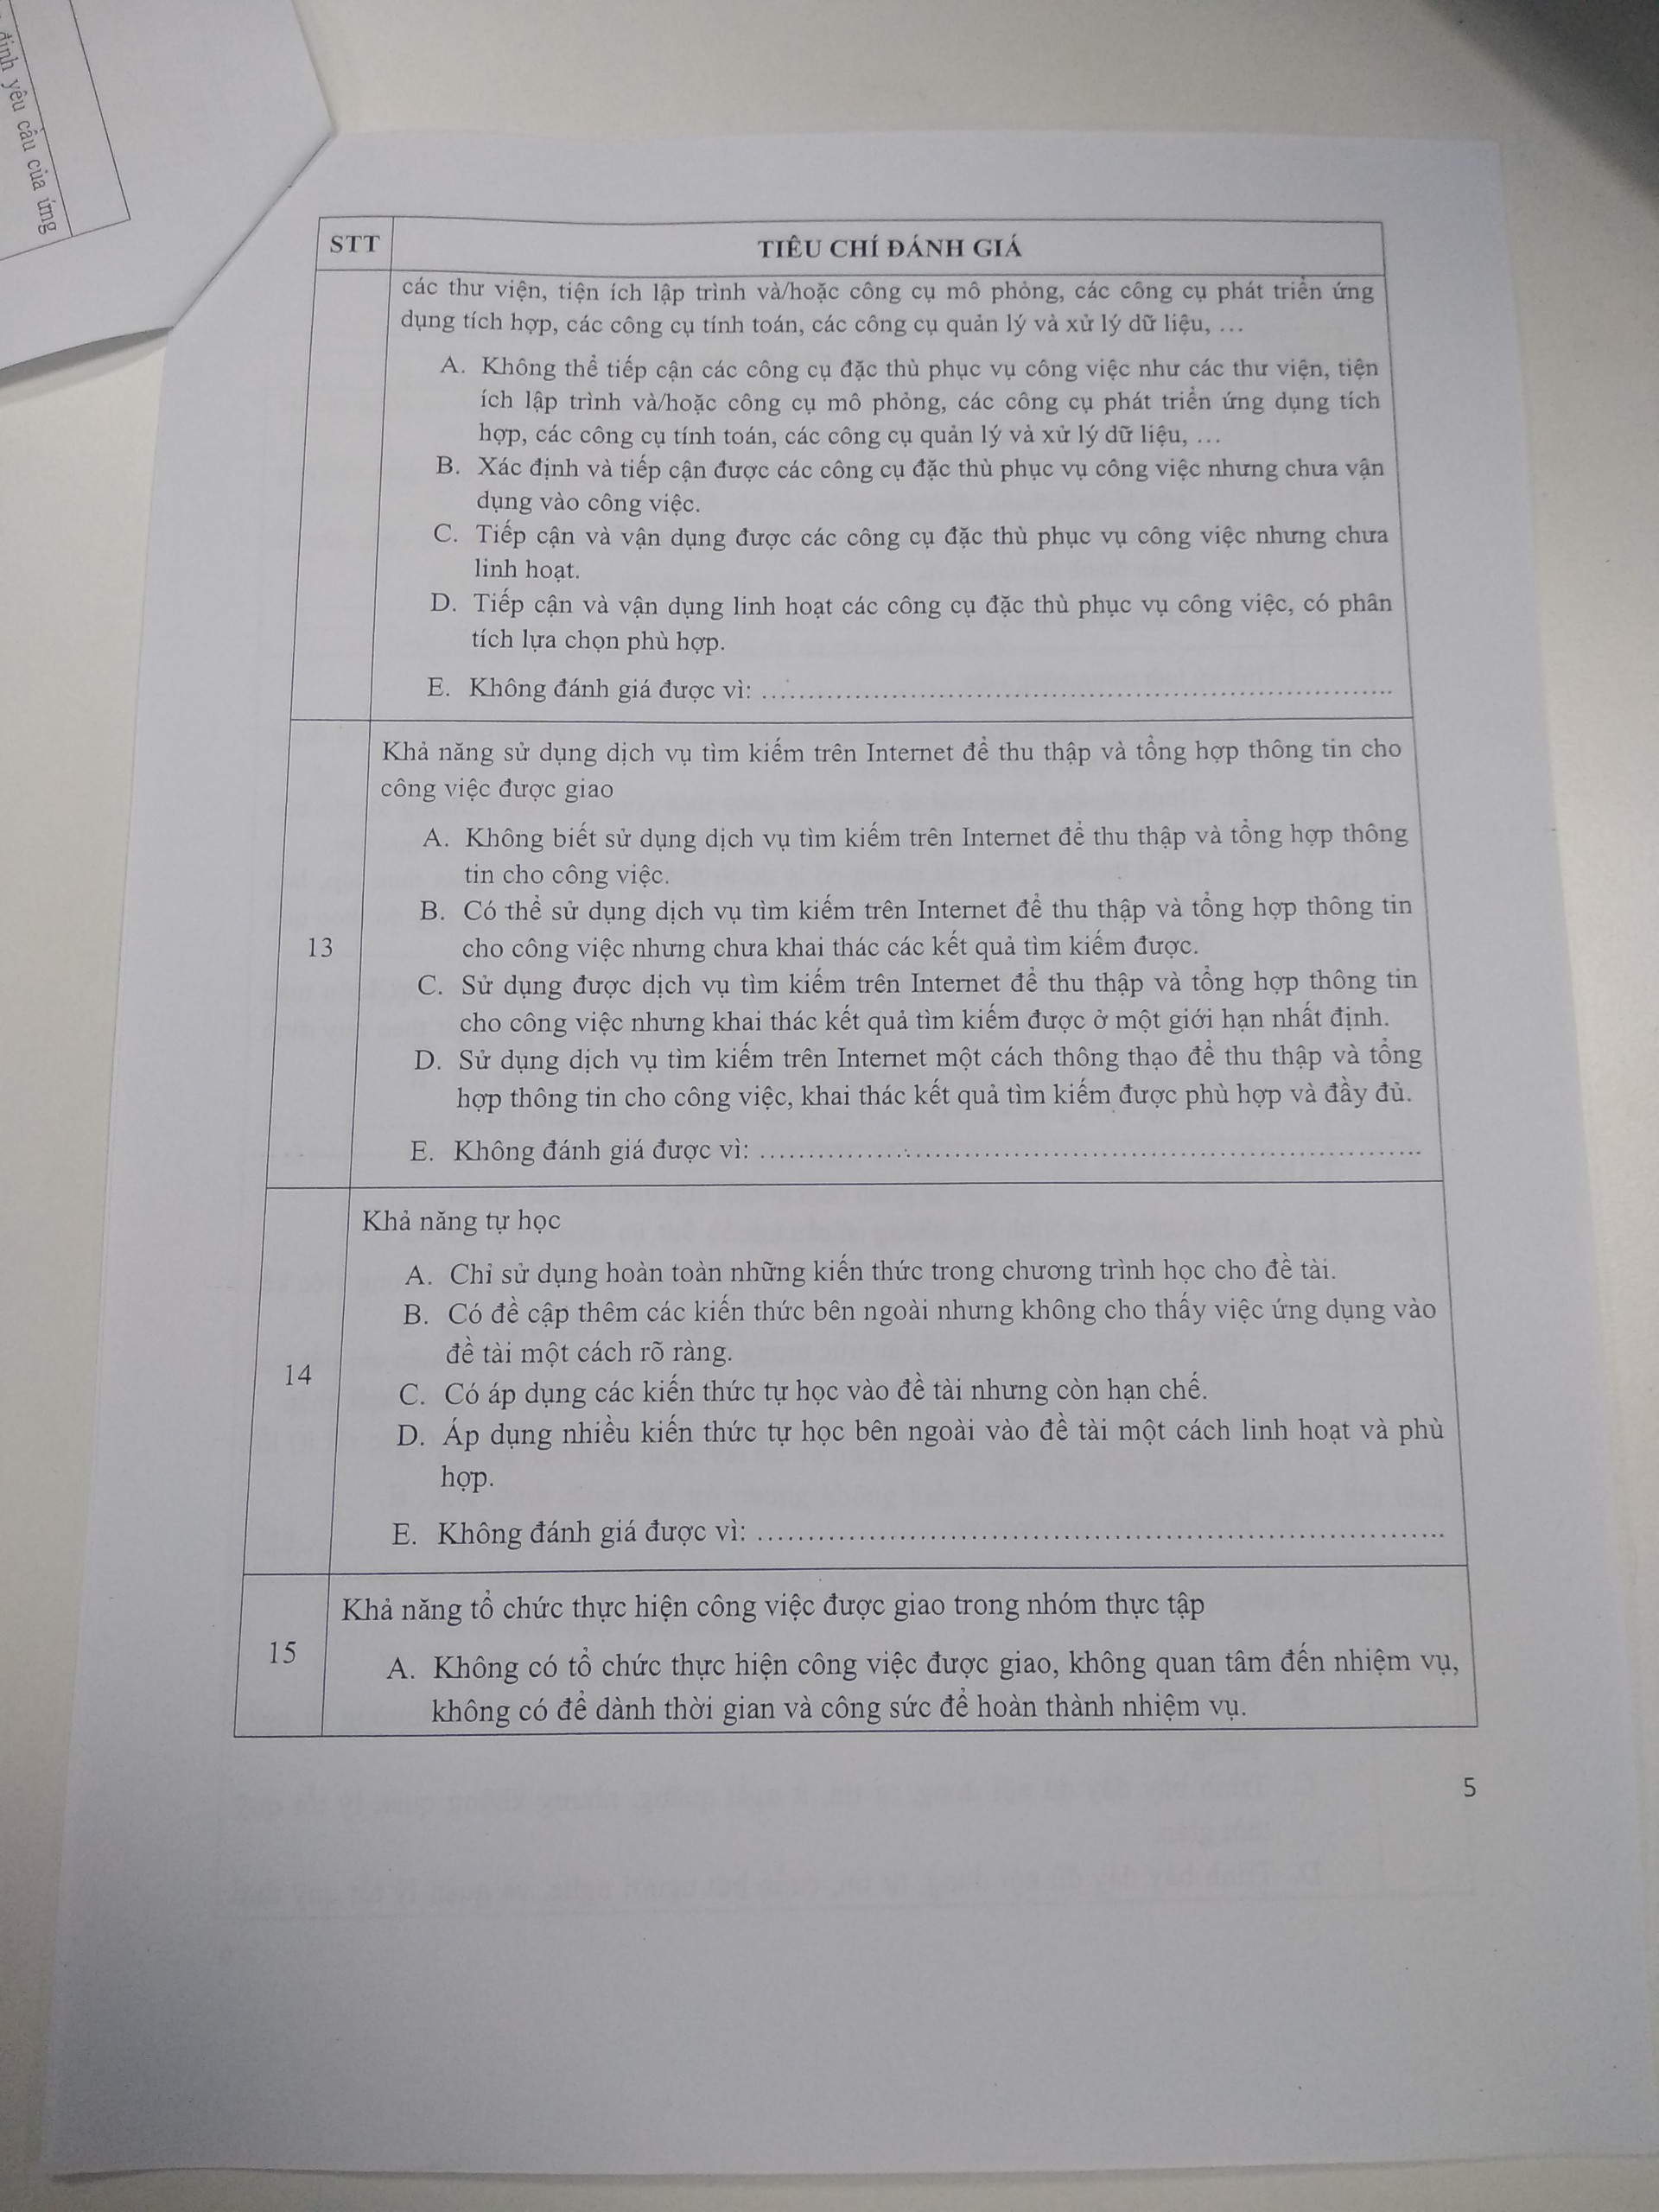 định yêu cầu của ứng
STT
TIÊU CHÍ ĐÁNH GIÁ
các thư viện, tiện ích lập trình và/hoặc công cụ mô phỏng, các công cụ phát triển ứng
dụng tích hợp, các công cụ tính toán, các công cụ quản lý và xử lý dữ liệu, …
A. Không thể tiếp cận các công cụ đặc thù phục vụ công việc như các thư viện, tiện
ích lập trình và/hoặc công cụ mô phỏng, các công cụ phát triển ứng dụng tích
hợp, các công cụ tính toán, các công cụ quản lý và xử lý dữ liệu, …
B. Xác định và tiếp cận được các công cụ đặc thù phục vụ công việc nhưng chưa vận
dụng vào công việc.
C. Tiếp cận và vận dụng được các công cụ đặc thù phục vụ công việc nhưng chưa
linh hoạt.
D. Tiếp cận và vận dụng linh hoạt các công cụ đặc thù phục vụ công việc, có phân
tích lựa chọn phù hợp.
E. Không đánh giá được vì: ........................................................................
13
Khả năng sử dụng dịch vụ tìm kiếm trên Internet để thu thập và tổng hợp thông tin cho
công việc được giao
A. Không biết sử dụng dịch vụ tìm kiếm trên Internet để thu thập và tổng hợp thông
tin cho công việc.
B. Có thể sử dụng dịch vụ tìm kiếm trên Internet để thu thập và tổng hợp thông tin
cho công việc nhưng chưa khai thác các kết quả tìm kiếm được.
C. Sử dụng được dịch vụ tìm kiếm trên Internet để thu thập và tổng hợp thông tin
cho công việc nhưng khai thác kết quả tìm kiếm được ở một giới hạn nhất định.
D. Sử dụng dịch vụ tìm kiếm trên Internet một cách thông thạo để thu thập và tổng
hợp thông tin cho công việc, khai thác kết quả tìm kiếm được phù hợp và đầy đủ.
E. Không đánh giá được vì: ........................................................................
14
Khả năng tự học
A. Chỉ sử dụng hoàn toàn những kiến thức trong chương trình học cho đề tài.
B. Có đề cập thêm các kiến thức bên ngoài nhưng không cho thấy việc ứng dụng vào
đề tài một cách rõ ràng.
C. Có áp dụng các kiến thức tự học vào đề tài nhưng còn hạn chế.
D. Áp dụng nhiều kiến thức tự học bên ngoài vào đề tài một cách linh hoạt và phù
hợp.
E. Không đánh giá được vì: ........................................................................
15
Khả năng tổ chức thực hiện công việc được giao trong nhóm thực tập
A. Không có tổ chức thực hiện công việc được giao, không quan tâm đến nhiệm vụ,
không có để dành thời gian và công sức để hoàn thành nhiệm vụ.
5